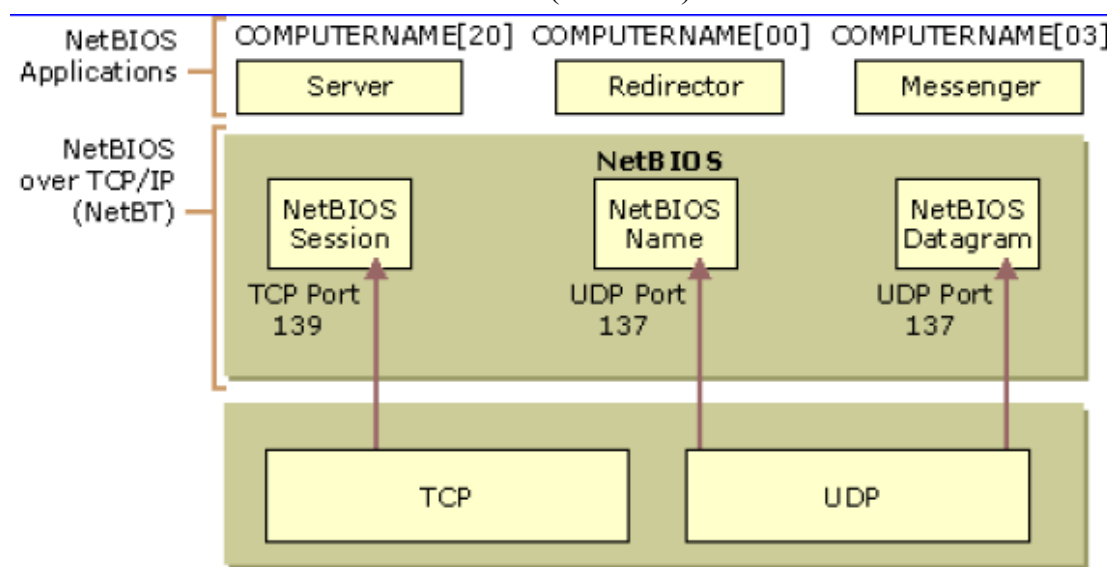 NetBIOS
Applications
COMPUTERNAME[20] COMPUTERNAME[00] COMPUTERNAME[03]
Server
Redirector
Messenger
NetBIOS
over TCP/IP
(NetBT)
NetBIOS
NetBIOS
Session
NetBIOS
Name
NetBIOS
Datagram
TCP Port
139
UDP Port
137
UDP Port
137
TCP
UDP